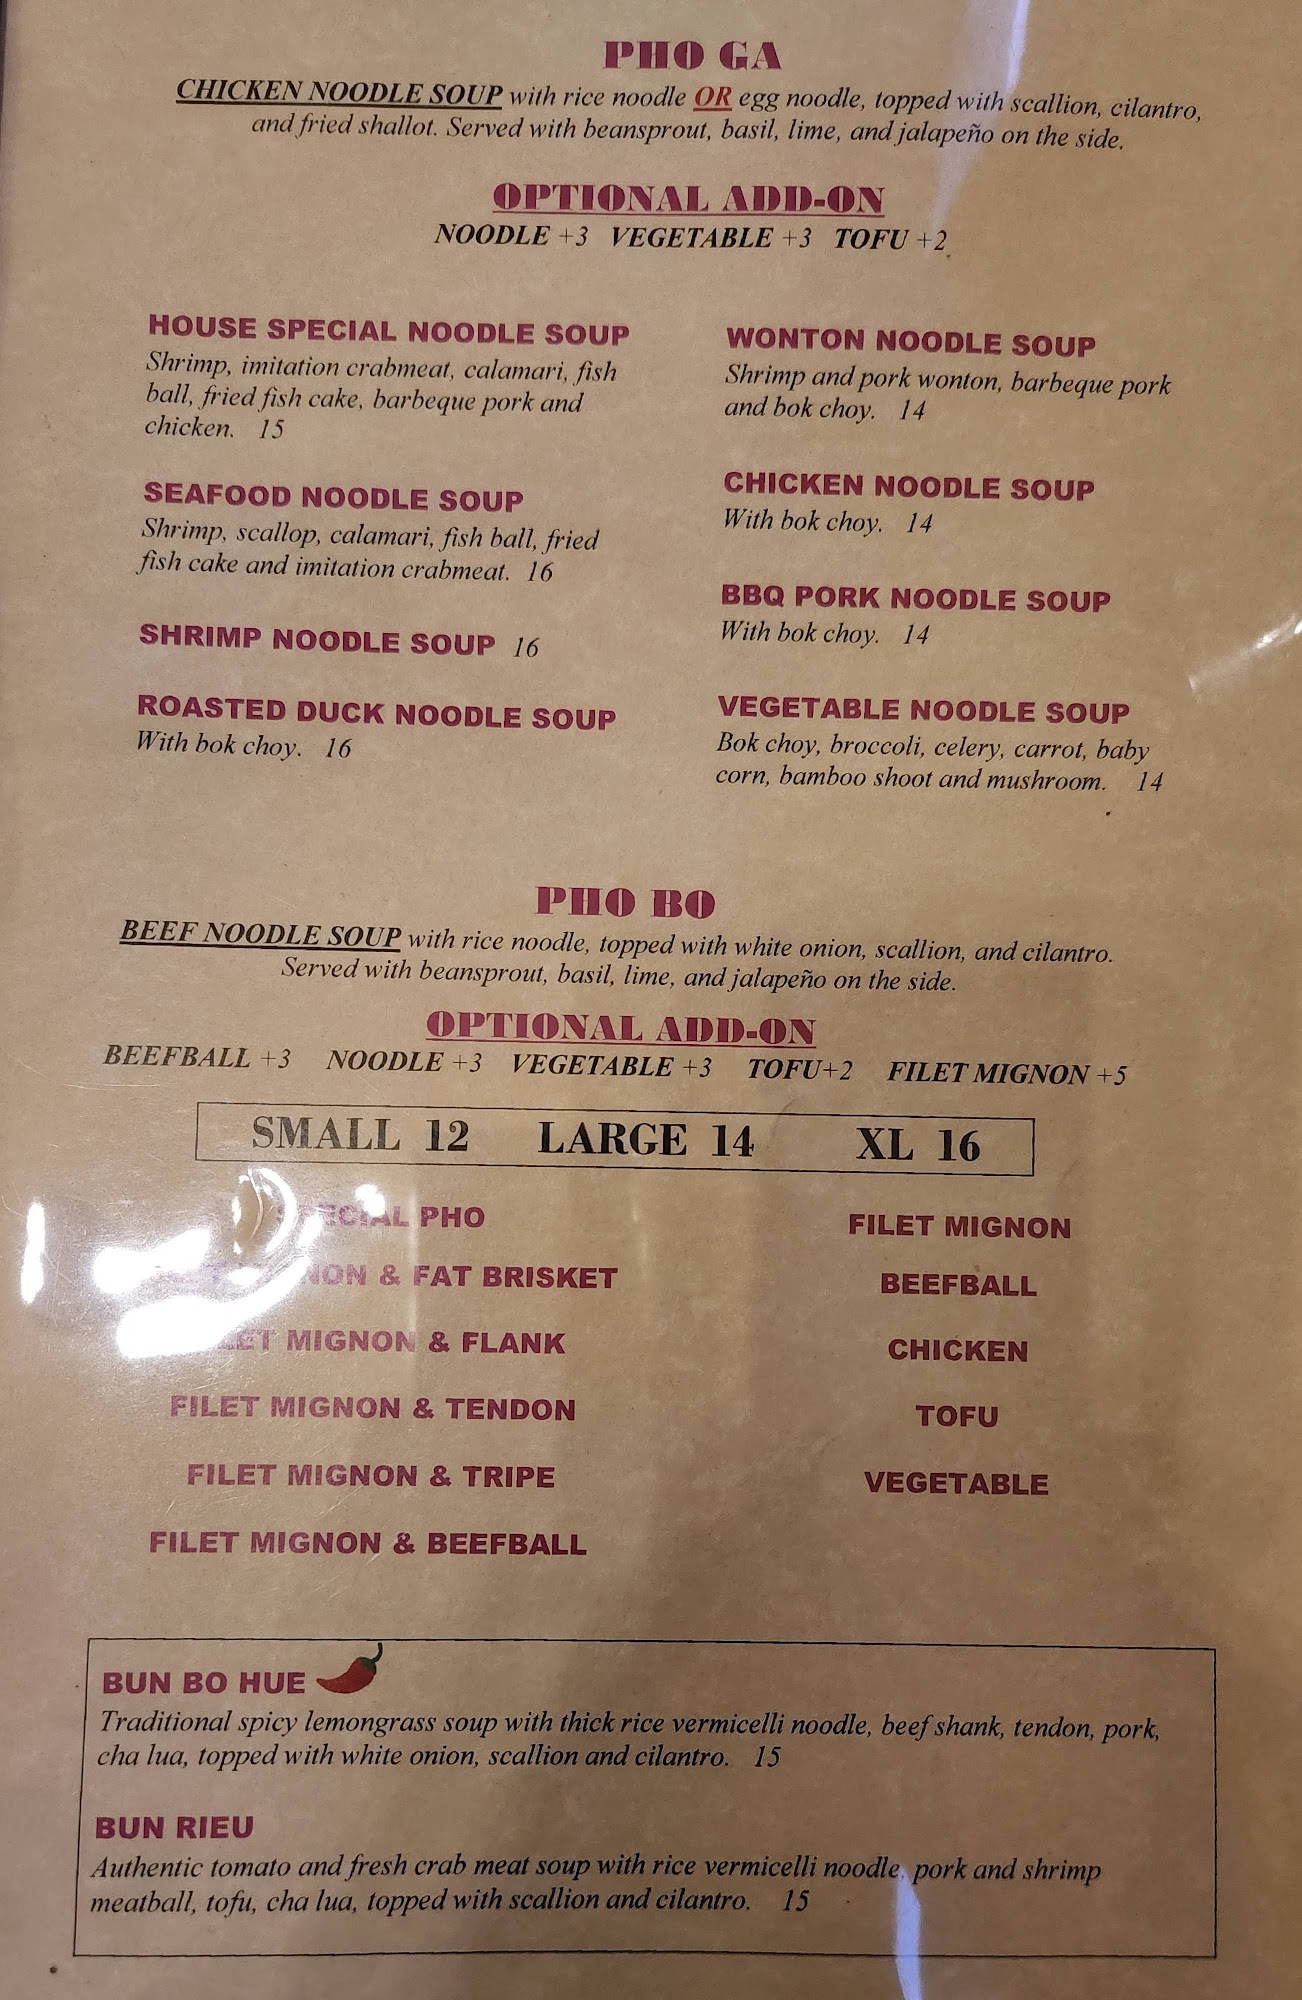 PHO GA
CHICKEN NOODLE SOUP with rice noodle OR egg noodle, topped with scallion, cilantro,
and fried shallot. Served with beansprout, basil, lime, and jalapeño on the side.
OPTIONAL ADD-ON
NOODLE +3 VEGETABLE +3 TOFU +2
HOUSE SPECIAL NOODLE SOUP
Shrimp, imitation crabmeat, calamari, fish
ball, fried fish cake, barbeque pork and
chicken. 15
SEAFOOD NOODLE SOUP
Shrimp, scallop, calamari, fish ball, fried
fish cake and imitation crabmeat. 16
SHRIMP NOODLE SOUP 16
ROASTED DUCK NOODLE SOUP
With bok choy. 16
WONTON NOODLE SOUP
Shrimp and pork wonton, barbeque pork
and bok choy. 14
CHICKEN NOODLE SOUP
With bok choy. 14
BBQ PORK NOODLE SOUP
With bok choy. 14
VEGETABLE NOODLE SOUP
Bok choy, broccoli, celery, carrot, baby
corn, bamboo shoot and mushroom. 14
PHO BO
BEEF NOODLE SOUP with rice noodle, topped with white onion, scallion, and cilantro.
Served with beansprout, basil, lime, and jalapeño on the side.
OPTIONAL ADD-ON
BEEFBALL +3 NOODLE +3 VEGETABLE +3 TOFU+2 FILET MIGNON +5
SMALL 12 LARGE 14 XL 16
SPECIAL PHO
& FAT BRISKET
MIGNON & FLANK
FILET MIGNON & TENDON
FILET MIGNON & TRIPE
FILET MIGNON & BEEFBALL
FILET MIGNON
BEEFBALL
CHICKEN
TOFU
VEGETABLE
BUN BO HUE
Traditional spicy lemongrass soup with thick rice vermicelli noodle, beef shank, tendon, pork,
cha lua, topped with white onion, scallion and cilantro. 15
BUN RIEU
Authentic tomato and fresh crab meat soup with rice vermicelli noodle, pork and shrimp
meatball, tofu, cha lua, topped with scallion and cilantro. 15